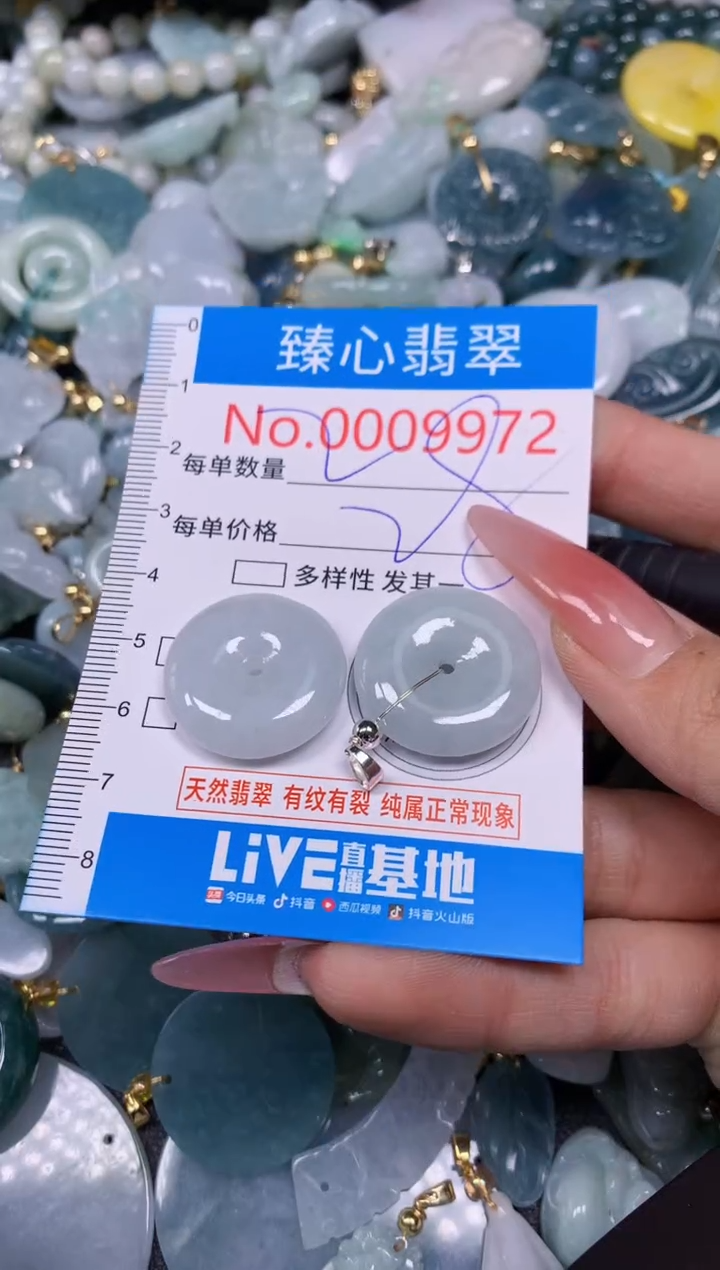 0
臻心翡翠
1
No.0009972
2
每单数量
3
每单价格
4
多样性 发其一
5
6
7
天然翡翠 有纹有裂 纯属正常现象
8
LiVE直播基地
今日头条 抖音 西瓜视频 抖音火山版